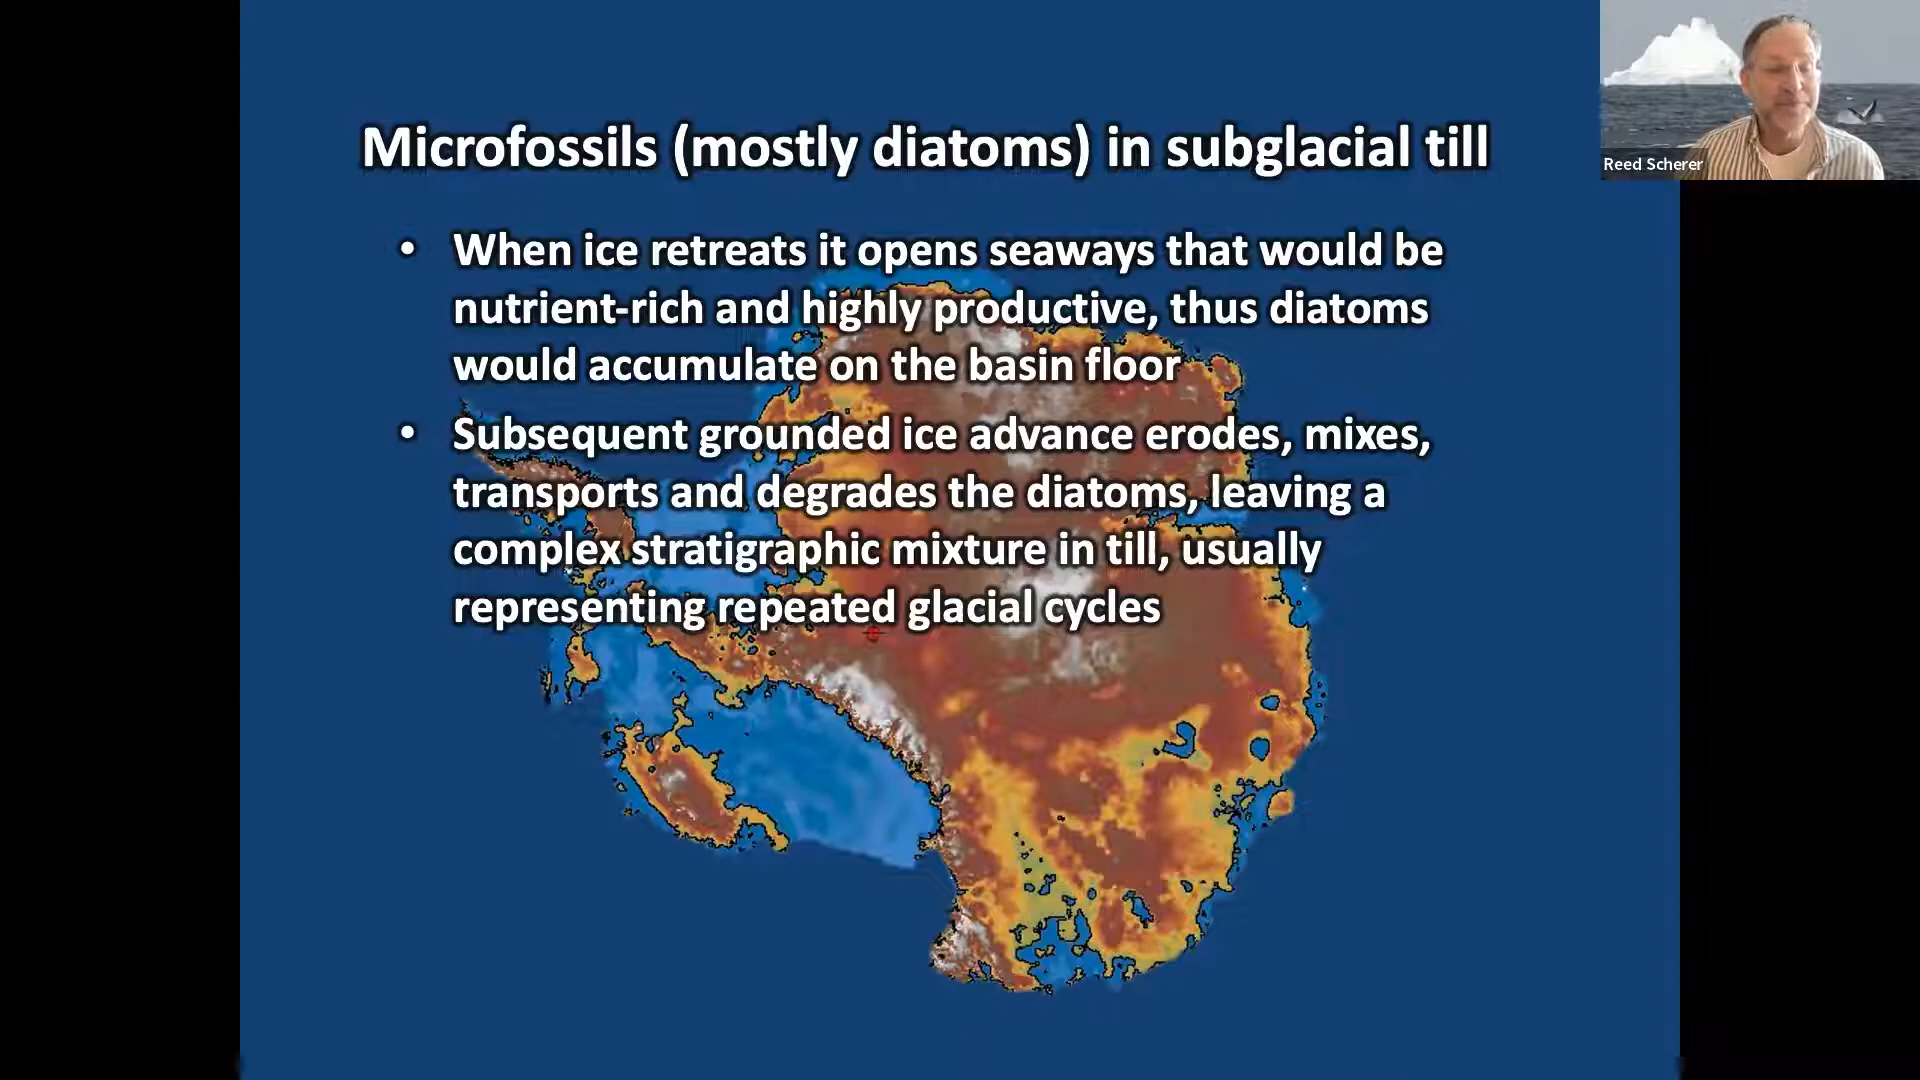 Microfossils (mostly diatoms) in subglacial till
• When ice retreats it opens seaways that would be
nutrient-rich and highly productive, thus diatoms
would accumulate on the basin floor
• Subsequent grounded ice advance erodes, mixes,
transports and degrades the diatoms, leaving a
complex stratigraphic mixture in till, usually
representing repeated glacial cycles
Reed Scherer